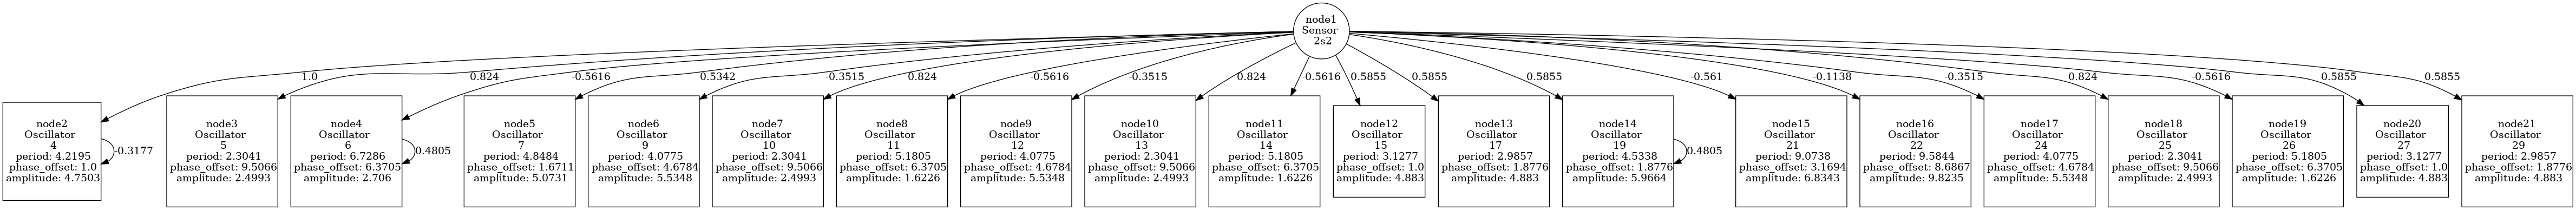 node1
Sensor
2s2
1.0
0.824
-0.5616
0.5342
-0.3515
0.824
-0.5616
-0.3515
0.824
-0.5616
0.5855
0.5855
0.5855
-0.561
-0.1138
-0.3515
0.824
-0.5616
0.5855
0.5855
node2
Oscillator
4
period: 4.2195
phase_offset: 1.0
amplitude: 4.7503
-0.3177
node3
Oscillator
5
period: 2.3041
phase_offset: 9.5066
amplitude: 2.4993
node4
Oscillator
6
period: 6.7286
phase_offset: 6.3705
amplitude: 2.706
0.4805
node5
Oscillator
7
period: 4.8484
phase_offset: 1.6711
amplitude: 5.0731
node6
Oscillator
9
period: 4.0775
phase_offset: 4.6784
amplitude: 5.5348
node7
Oscillator
10
period: 2.3041
phase_offset: 9.5066
amplitude: 2.4993
node8
Oscillator
11
period: 5.1805
phase_offset: 6.3705
amplitude: 1.6226
node9
Oscillator
12
period: 4.0775
phase_offset: 4.6784
amplitude: 5.5348
node10
Oscillator
13
period: 2.3041
phase_offset: 9.5066
amplitude: 2.4993
node11
Oscillator
14
period: 5.1805
phase_offset: 6.3705
amplitude: 1.6226
node12
Oscillator
15
period: 3.1277
phase_offset: 1.0
amplitude: 4.883
node13
Oscillator
17
period: 2.9857
phase_offset: 1.8776
amplitude: 4.883
node14
Oscillator
19
period: 4.5338
phase_offset: 1.8776
amplitude: 5.9664
0.4805
node15
Oscillator
21
period: 9.0738
phase_offset: 3.1694
amplitude: 6.8343
node16
Oscillator
22
period: 9.5844
phase_offset: 8.6867
amplitude: 9.8235
node17
Oscillator
24
period: 4.0775
phase_offset: 4.6784
amplitude: 5.5348
node18
Oscillator
25
period: 2.3041
phase_offset: 9.5066
amplitude: 2.4993
node19
Oscillator
26
period: 5.1805
phase_offset: 6.3705
amplitude: 1.6226
node20
Oscillator
27
period: 3.1277
phase_offset: 1.0
amplitude: 4.883
node21
Oscillator
29
period: 2.9857
phase_offset: 1.8776
amplitude: 4.883